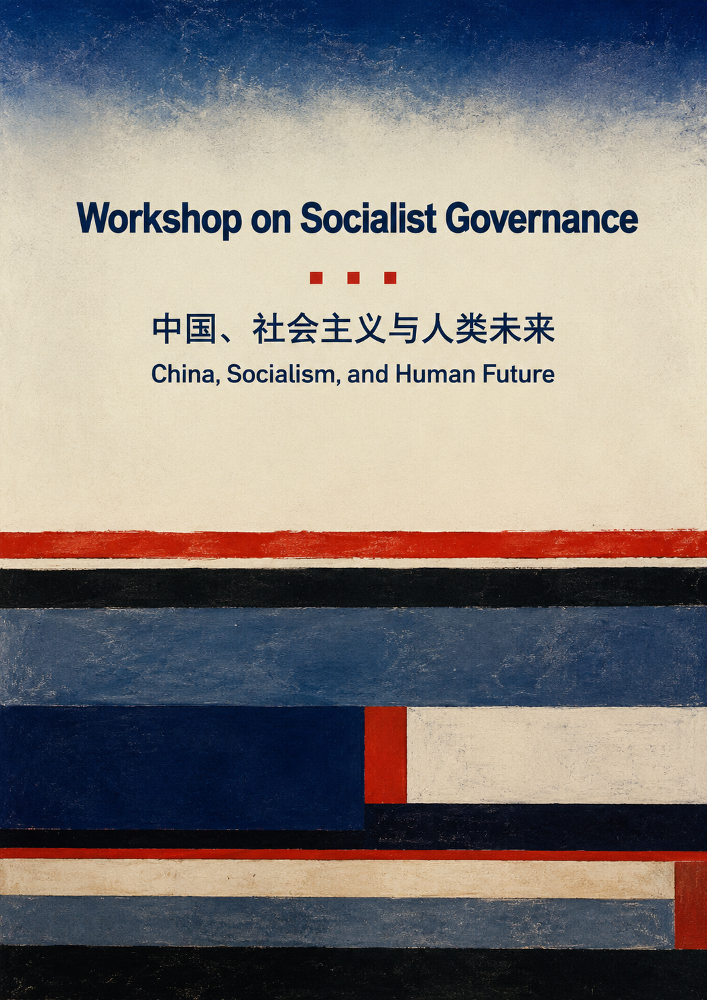 Workshop on Socialist Governance
中国、社会主义与人类未来
China, Socialism, and Human Future